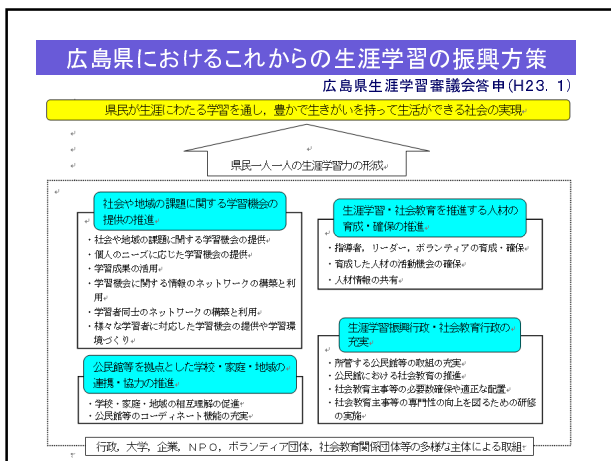 広島県におけるこれからの生涯学習の振興方策
広島県生涯学習審議会答申(H23. 1)
県民が生涯にわたる学習を通し，豊かで生きがいを持って生活ができる社会の実現
県民一人一人の生涯学習力の形成
社会や地域の課題に関する学習機会の
提供の推進
・社会や地域の課題に関する学習機会の提供
・個人のニーズに応じた学習機会の提供
・学習成果の活用
・学習機会に関する情報のネットワークの構築と利
用
・学習者同士のネットワークの構築と利用
・様々な学習者に対応した学習機会の提供や学習環
境づくり
公民館等を拠点とした学校・家庭・地域の
連携・協力の推進
・学校・家庭・地域の相互理解の促進
・公民館等のコーディネート機能の充実
生涯学習・社会教育を推進する人材の
育成・確保の推進
・指導者，リーダー，ボランティアの育成・確保
・育成した人材の活動機会の確保
・人材情報の共有
生涯学習振興行政・社会教育行政の
充実
・所管する公民館等の取組の充実
・公民館における社会教育の推進
・社会教育主事等の必要数確保や適正な配置
・社会教育主事等の専門性の向上を図るための研修
の実施
行政，大学，企業，ＮＰＯ，ボランティア団体，社会教育関係団体等の多様な主体による取組